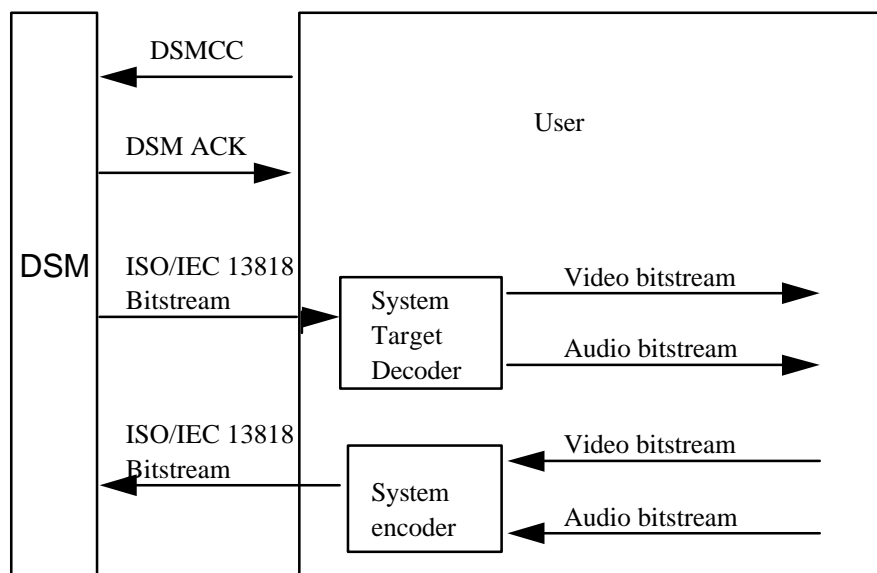 DSMCC
User
DSM ACK
DSM
ISO/IEC 13818
Bitstream
System
Target
Decoder
Video bitstream
Audio bitstream
ISO/IEC 13818
Bitstream
System
encoder
Video bitstream
Audio bitstream